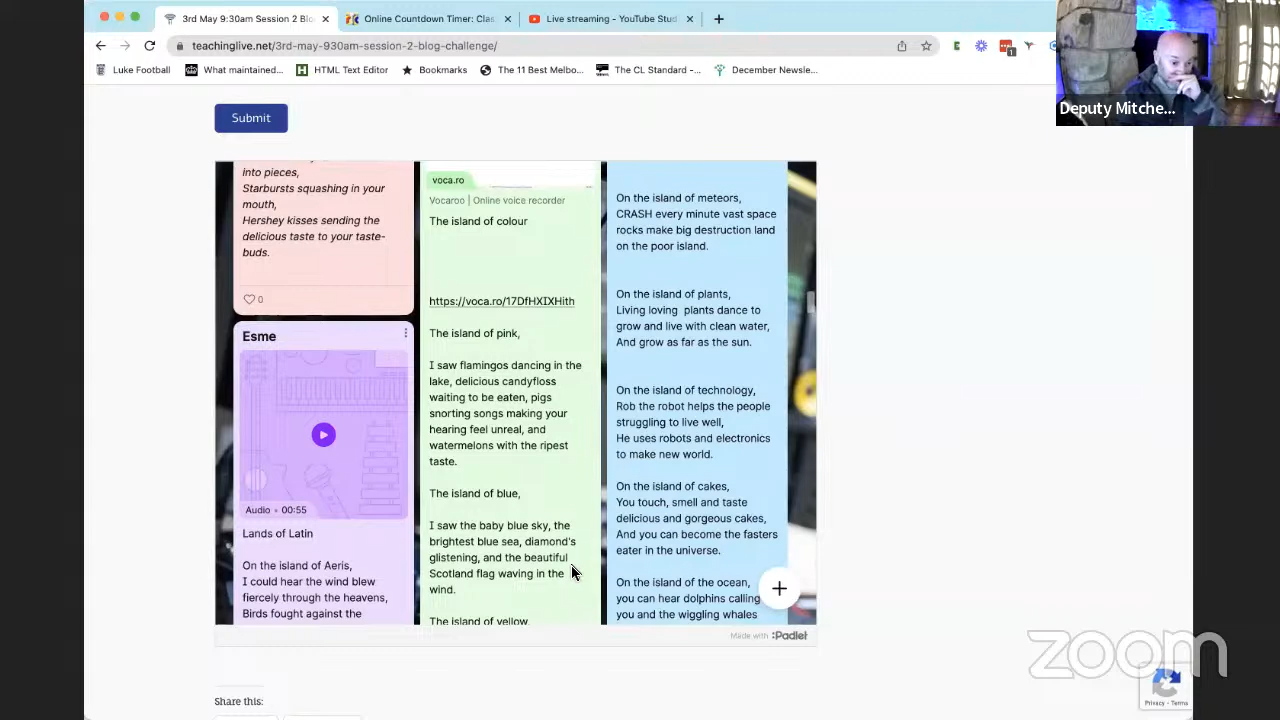 3rd May 9:30am Session 2 Blo
Online Countdown Timer: Clas
Live streaming - YouTube Stud
teachinglive.net/3rd-may-930am-session-2-blog-challenge/
Luke Football
What maintained...
HTML Text Editor
Bookmarks
The 11 Best Melbo...
The CL Standard -...
December Newsle...
Deputy Mitche...
Submit
into pieces,
Starbursts squashing in your
mouth,
Hershey kisses sending the
delicious taste to your taste-
buds.
0
Esme
Audio • 00:55
Lands of Latin
On the island of Aeris,
I could hear the wind blew
fiercely through the heavens,
Birds fought against the
voca.ro
Vocaroo | Online voice recorder
The island of colour
https://voca.ro/17DfHXIXHith
The island of pink,
I saw flamingos dancing in the
lake, delicious candyfloss
waiting to be eaten, pigs
snorting songs making your
hearing feel unreal, and
watermelons with the ripest
taste.
The island of blue,
I saw the baby blue sky, the
brightest blue sea, diamond's
glistening, and the beautiful
Scotland flag waving in the
wind.
The island of yellow,
On the island of meteors,
CRASH every minute vast space
rocks make big destruction land
on the poor island.
On the island of plants,
Living loving plants dance to
grow and live with clean water,
And grow as far as the sun.
On the island of technology,
Rob the robot helps the people
struggling to live well,
He uses robots and electronics
to make new world.
On the island of cakes,
You touch, smell and taste
delicious and gorgeous cakes,
And you can become the fasters
eater in the universe.
On the island of the ocean,
you can hear dolphins calling
you and the wiggling whales
Made with :Padlet
Share this:
zoom
Privacy - Terms